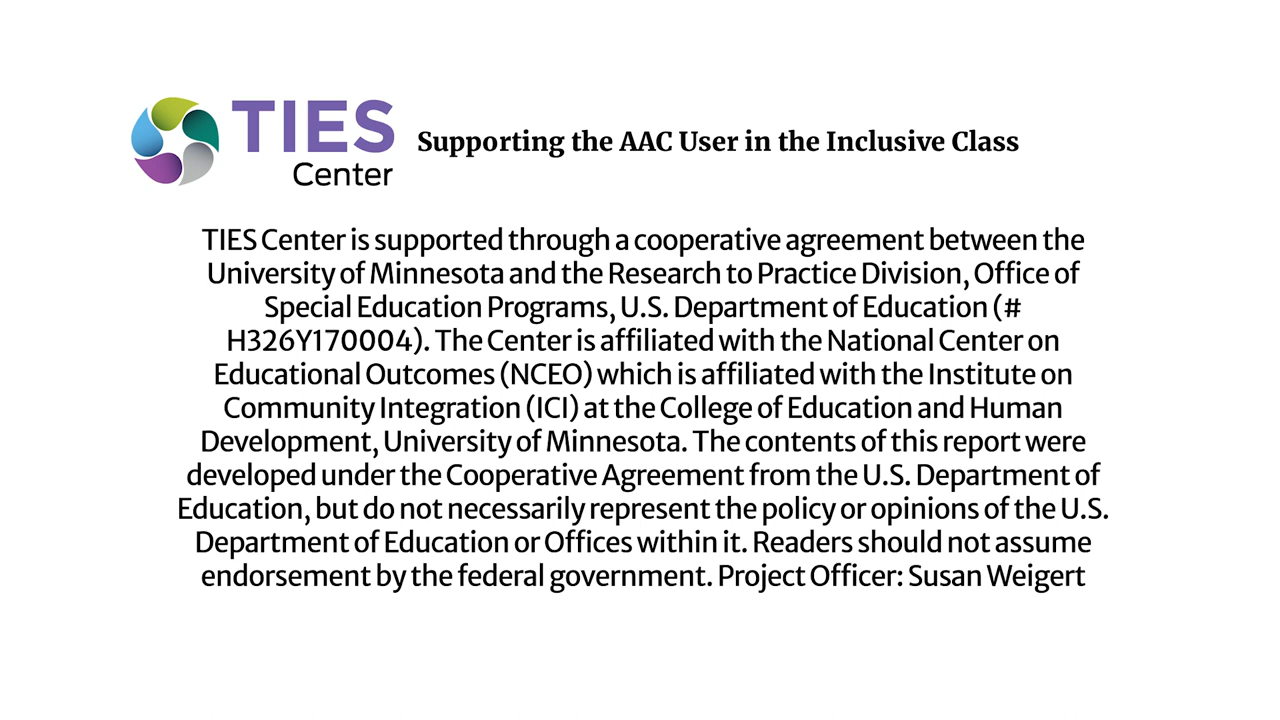 TIES
Center
Supporting the AAC User in the Inclusive Class
TIES Center is supported through a cooperative agreement between the
University of Minnesota and the Research to Practice Division, Office of
Special Education Programs, U.S. Department of Education (#
H326Y170004). The Center is affiliated with the National Center on
Educational Outcomes (NCEO) which is affiliated with the Institute on
Community Integration (ICI) at the College of Education and Human
Development, University of Minnesota. The contents of this report were
developed under the Cooperative Agreement from the U.S. Department of
Education, but do not necessarily represent the policy or opinions of the U.S.
Department of Education or Offices within it. Readers should not assume
endorsement by the federal government. Project Officer: Susan Weigert